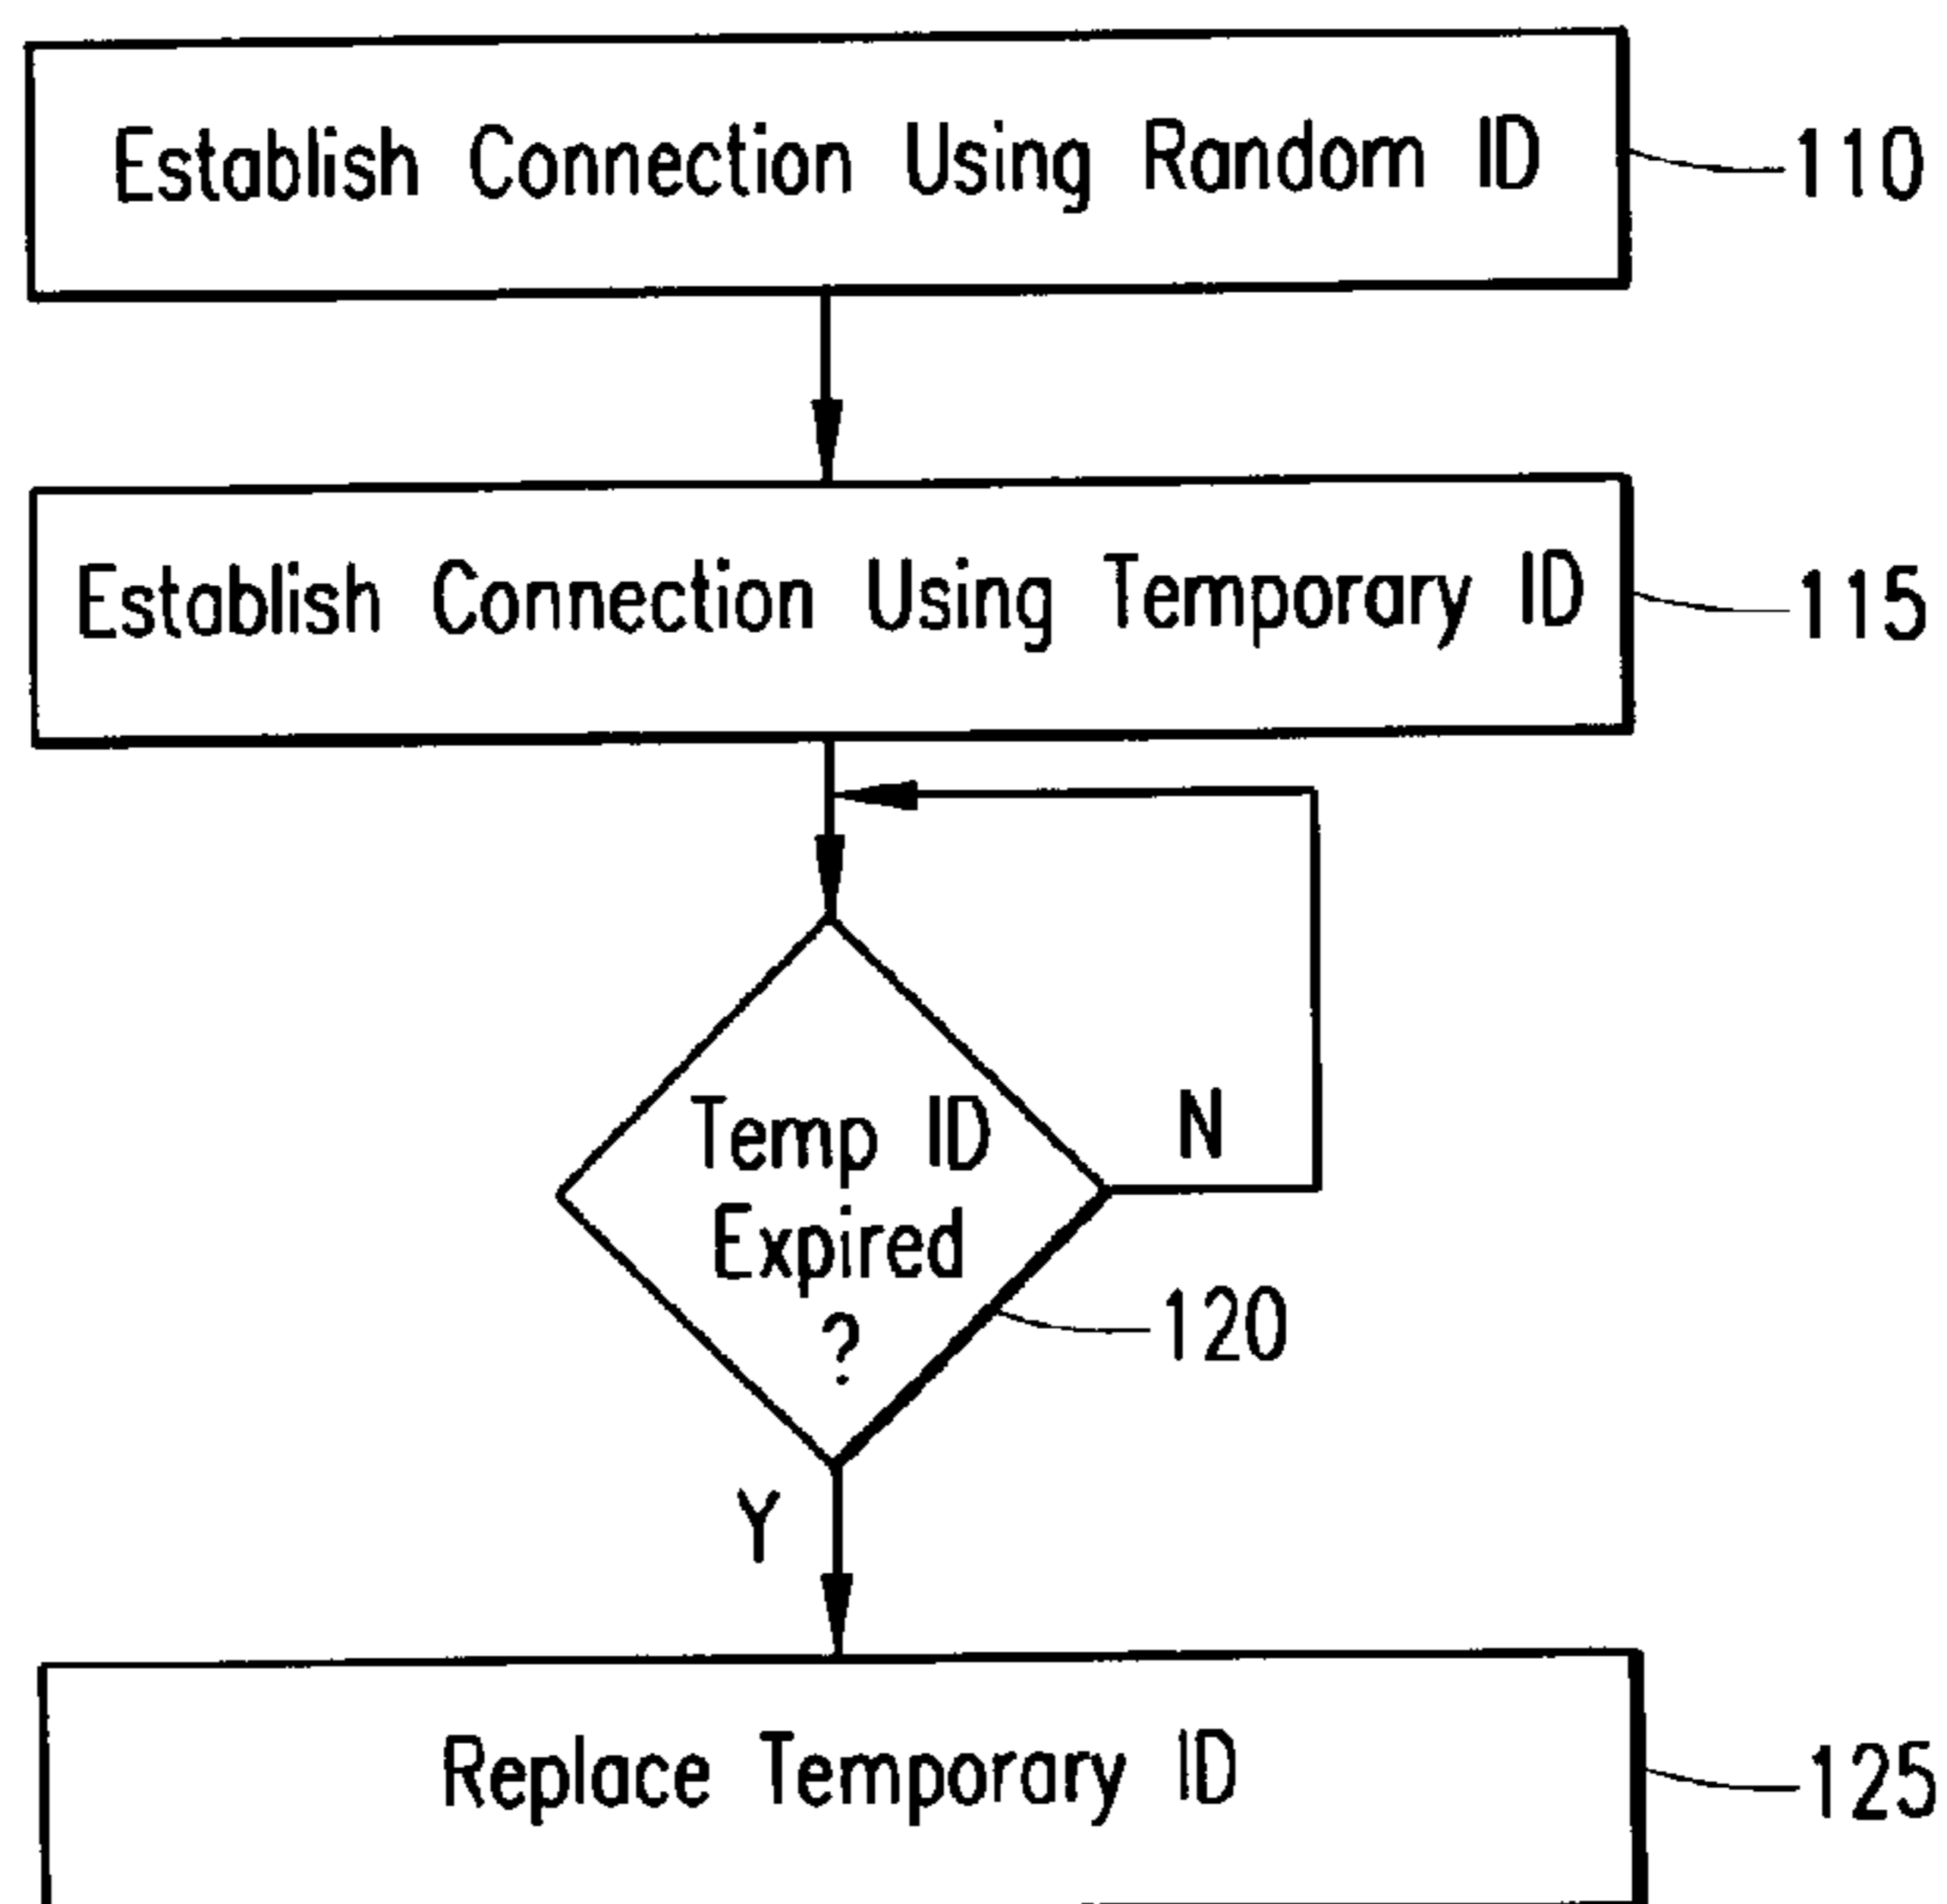 Establish Connection Using Random ID
110
Establish Connection Using Temporary ID
115
Temp ID
N
Expired
?
120
Y
Replace Temporary ID
125